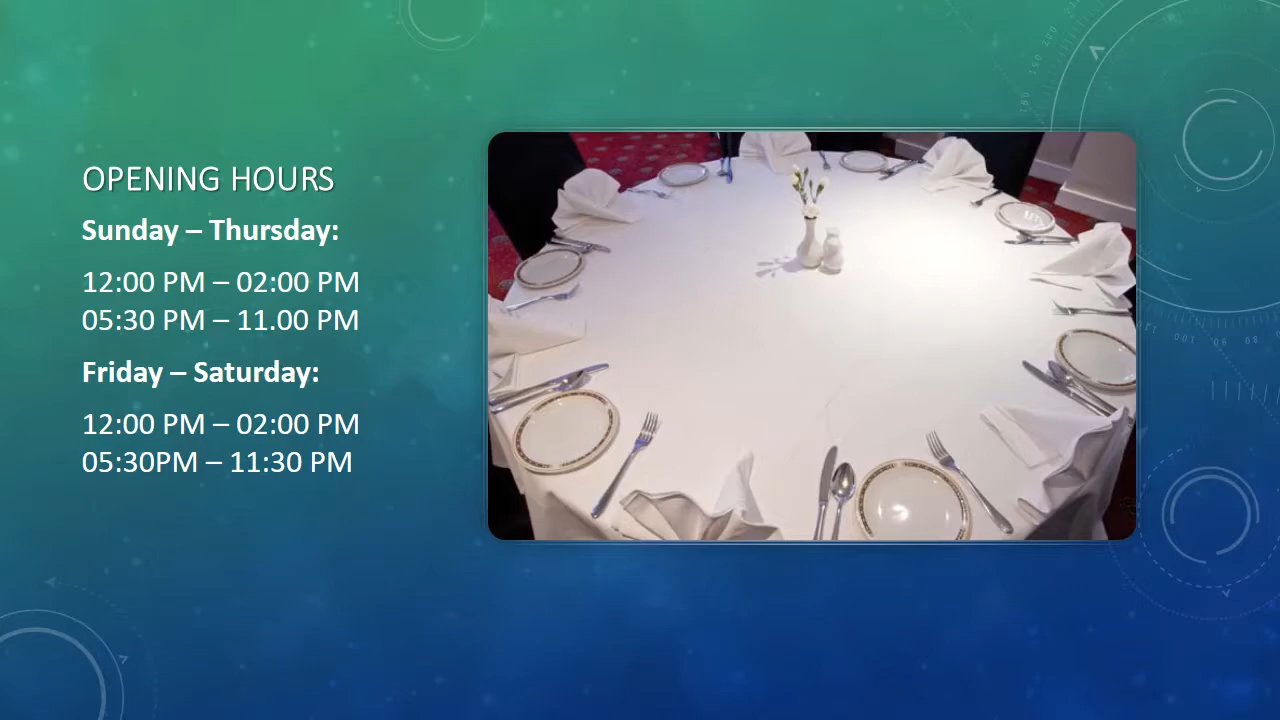 OPENING HOURS
Sunday – Thursday:
12:00 PM – 02:00 PM
05:30 PM – 11.00 PM
Friday – Saturday:
12:00 PM – 02:00 PM
05:30PM – 11:30 PM